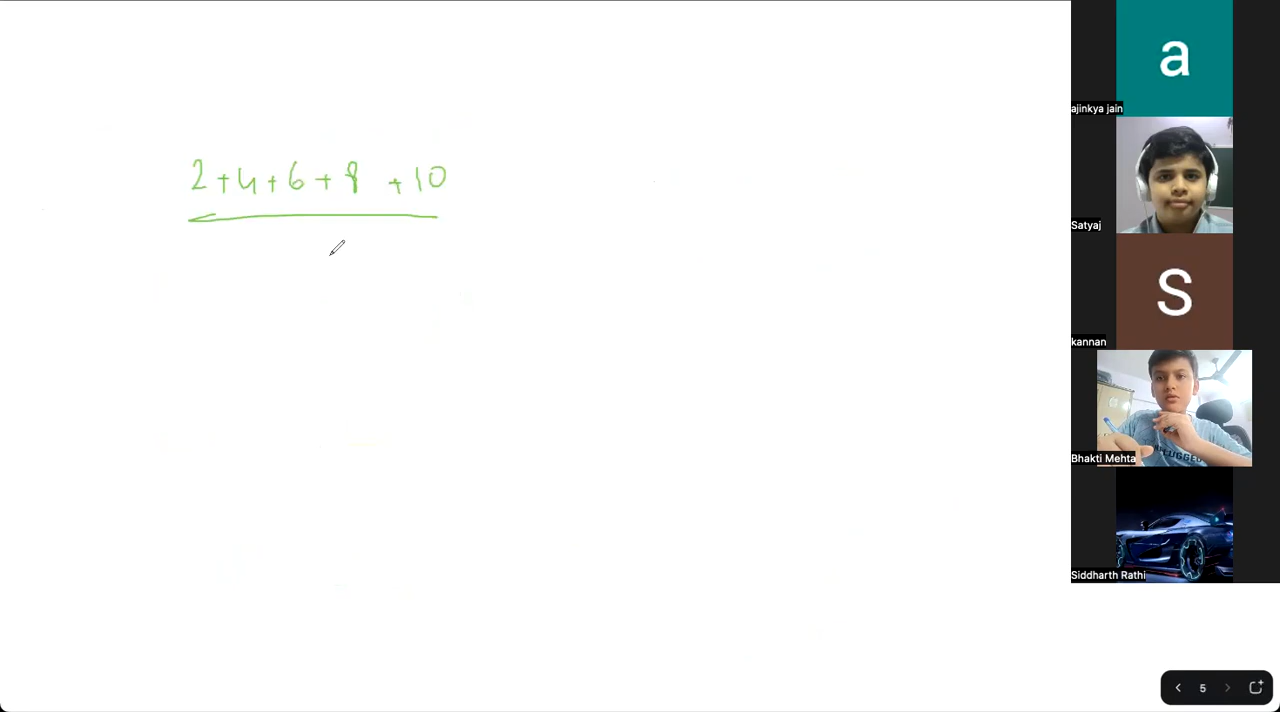 2+4+6+8 +10
a
ajinkya jain
Satyaj
S
kannan
Bhakti Mehta
Siddharth Rathi
5